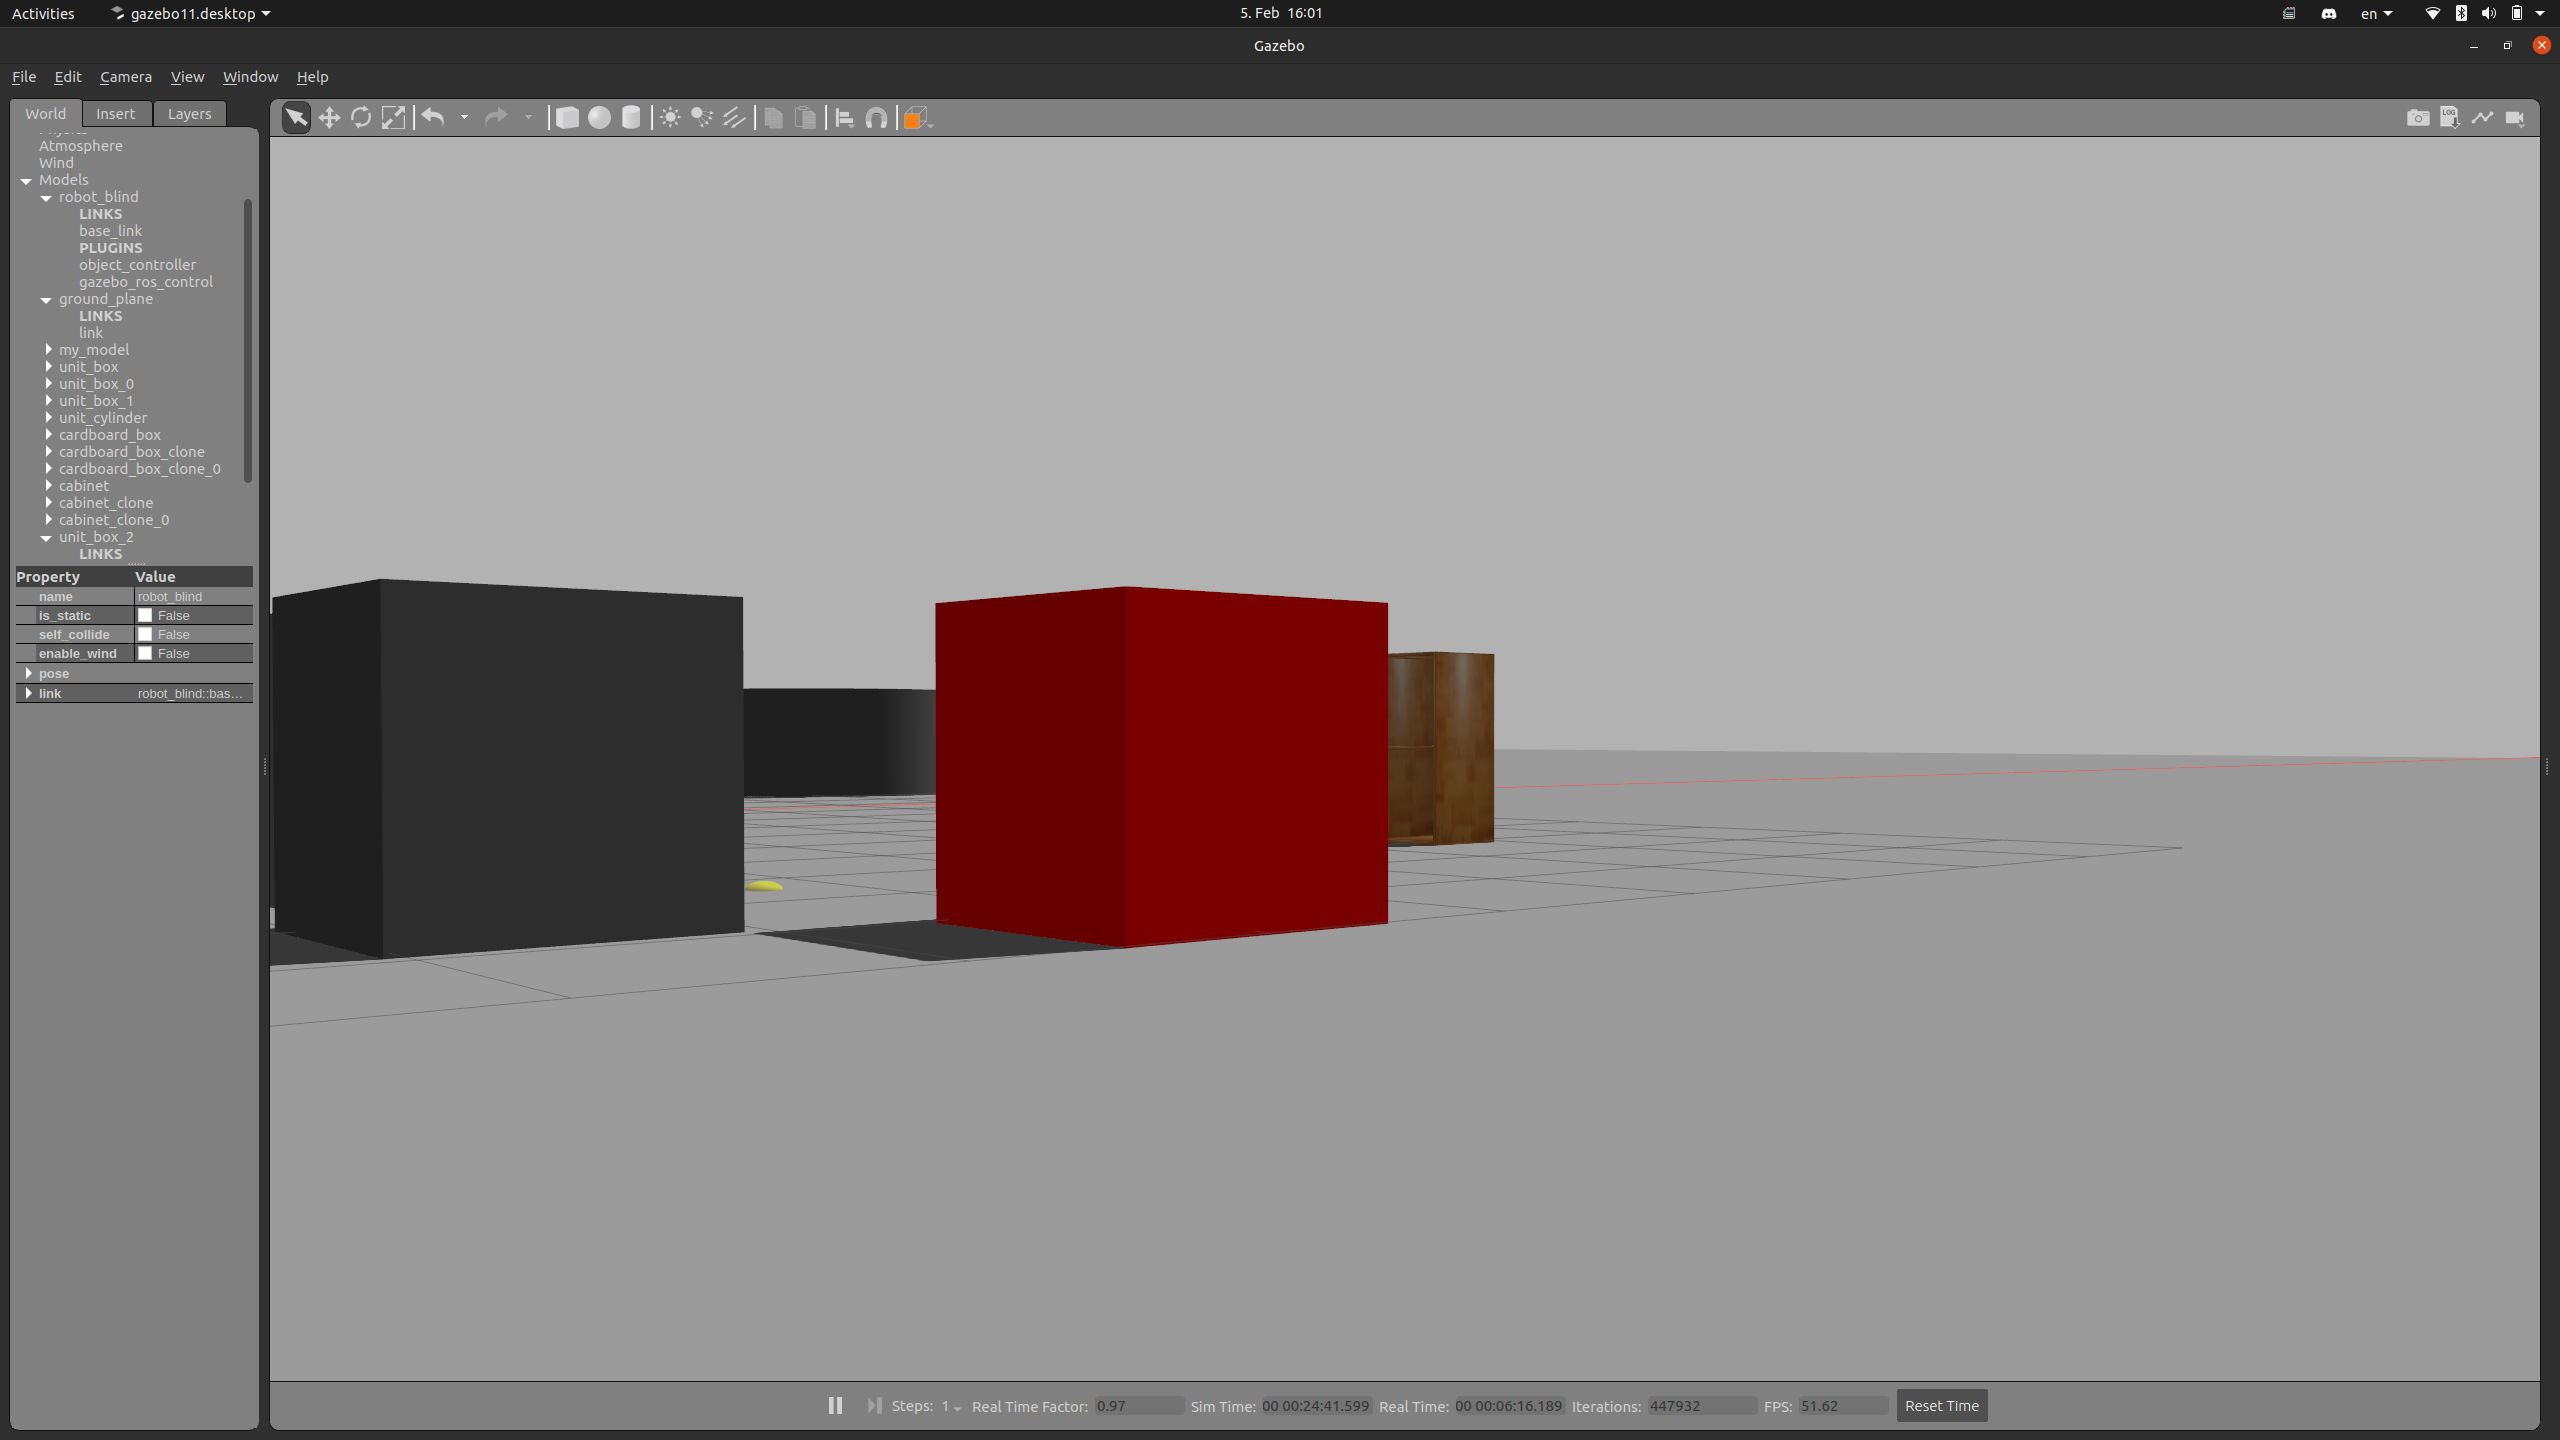 Activities gazebo11.desktop 5. Feb 16:01 en
Gazebo
File Edit Camera View Window Help
World Insert Layers
LOG
Atmosphere
Wind
Models
robot_blind
LINKS
base_link
PLUGINS
object_controller
gazebo_ros_control
ground_plane
LINKS
link
my_model
unit_box
unit_box_0
unit_box_1
unit_cylinder
cardboard_box
cardboard_box_clone
cardboard_box_clone_0
cabinet
cabinet_clone
cabinet_clone_0
unit_box_2
LINKS
Property Value
name robot_blind
is_static False
self_collide False
enable_wind False
pose
link robot_blind::bas...
Steps: 1 Real Time Factor: 0.97 Sim Time: 00 00:24:41.599 Real Time: 00 00:06:16.189 Iterations: 447932 FPS: 51.62 Reset Time